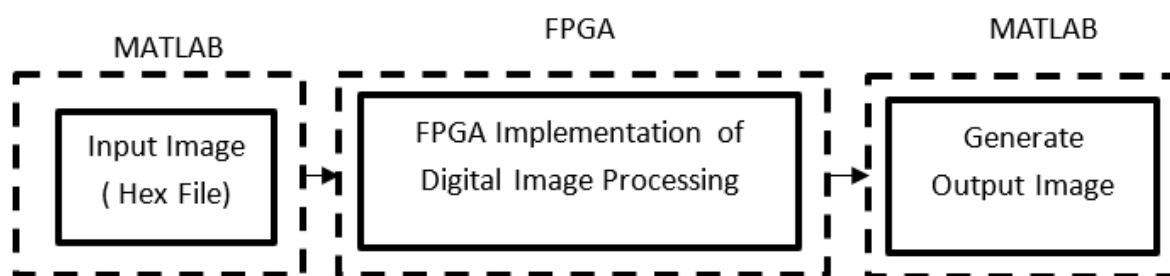 MATLAB
FPGA
MATLAB
Input Image
( Hex File)
FPGA Implementation of
Digital Image Processing
Generate
Output Image